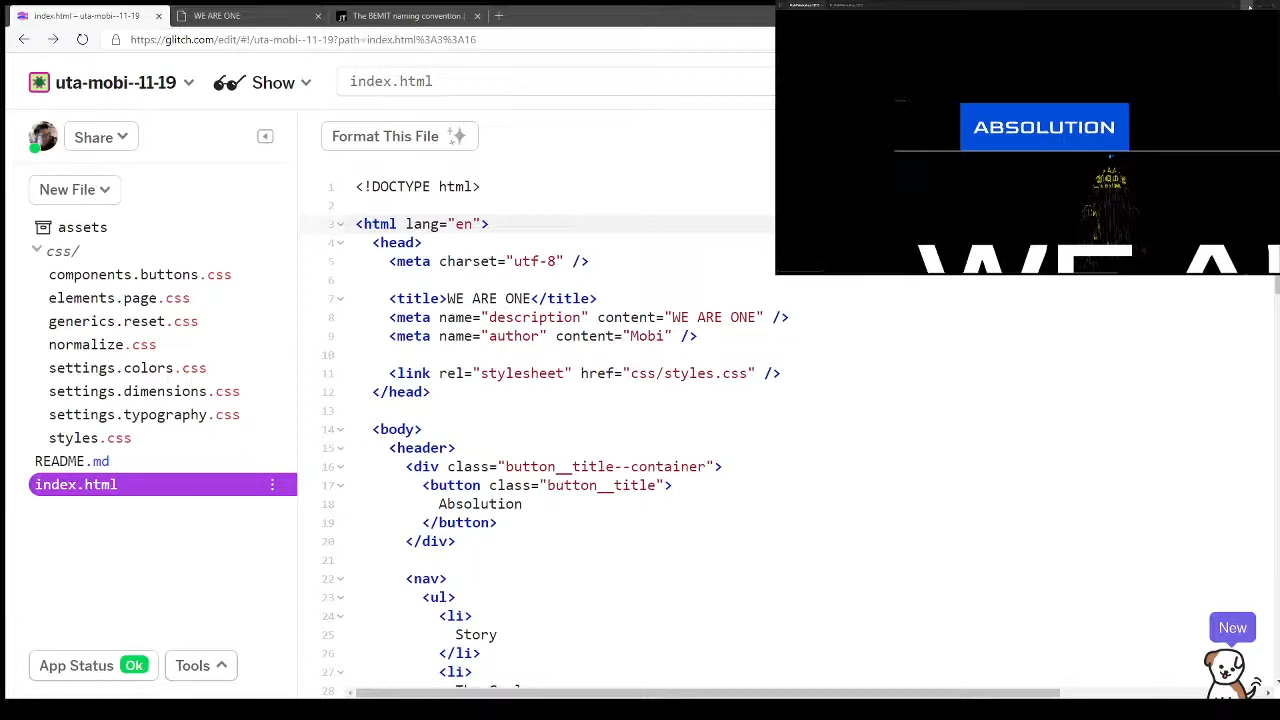 index.html – uta-mobi--11-19
WE ARE ONE
The BEMIT naming convention
https://glitch.com/edit/#!/uta-mobi--11-19?path=index.html%3A3%3A16
uta-mobi--11-19
Show
index.html
Share
Format This File
New File
assets
css/
components.buttons.css
elements.page.css
generics.reset.css
normalize.css
settings.colors.css
settings.dimensions.css
settings.typography.css
styles.css
README.md
index.html
App Status Ok
Tools
1 <!DOCTYPE html>
2
3 <html lang="en">
4 <head>
5 <meta charset="utf-8" />
6
7 <title>WE ARE ONE</title>
8 <meta name="description" content="WE ARE ONE" />
9 <meta name="author" content="Mobi" />
10
11 <link rel="stylesheet" href="css/styles.css" />
12 </head>
13
14 <body>
15 <header>
16 <div class="button__title--container">
17 <button class="button__title">
18 Absolution
19 </button>
20 </div>
21
22 <nav>
23 <ul>
24 <li>
25 Story
26 </li>
27 <li>
28
ABSOLUTION
WE A
New